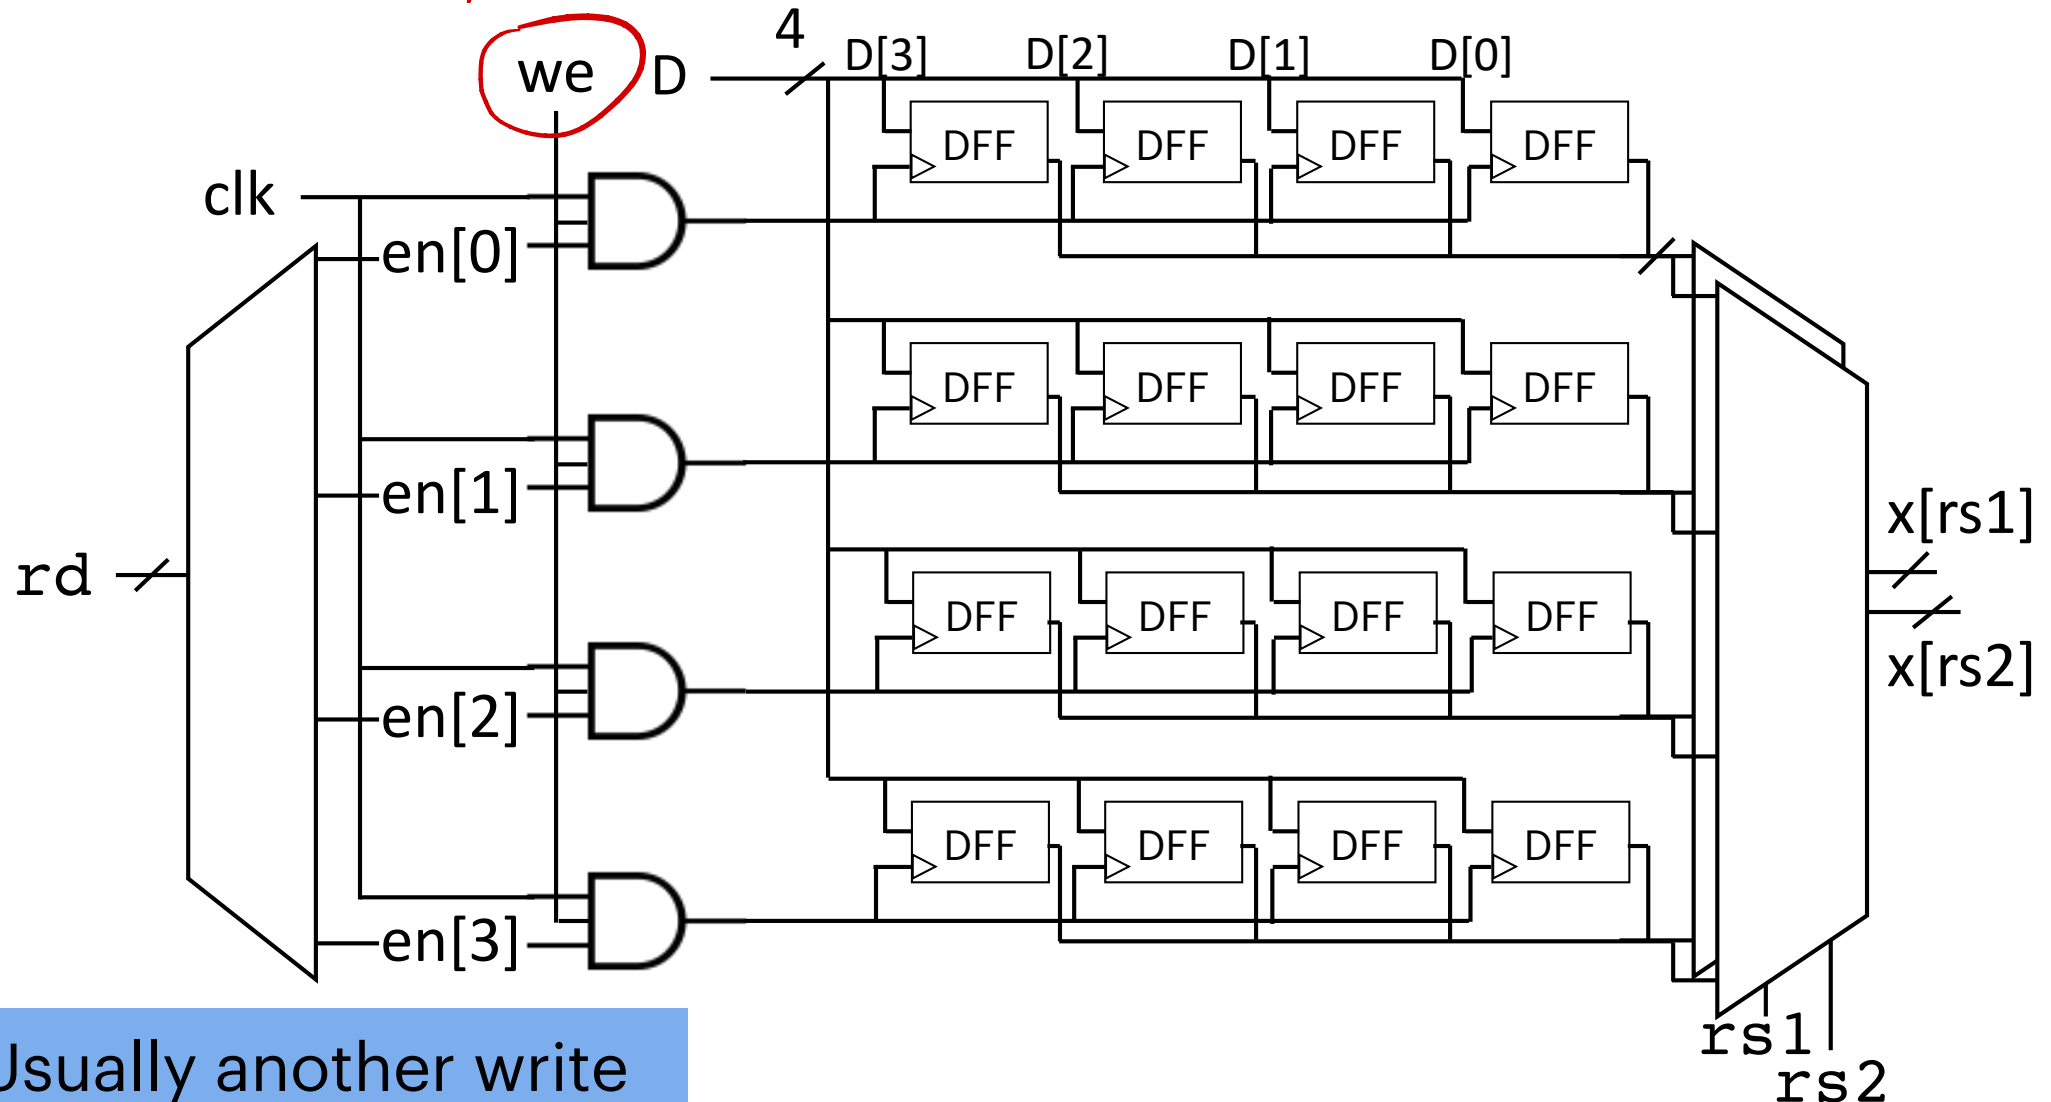 4
we D D[3] D[2] D[1] D[0]
DFF DFF DFF DFF
clk
en[0]
DFF DFF DFF DFF
en[1]
x[rs1]
rd
DFF DFF DFF DFF
x[rs2]
en[2]
DFF DFF DFF DFF
en[3]
rs1
Usually another write
rs2